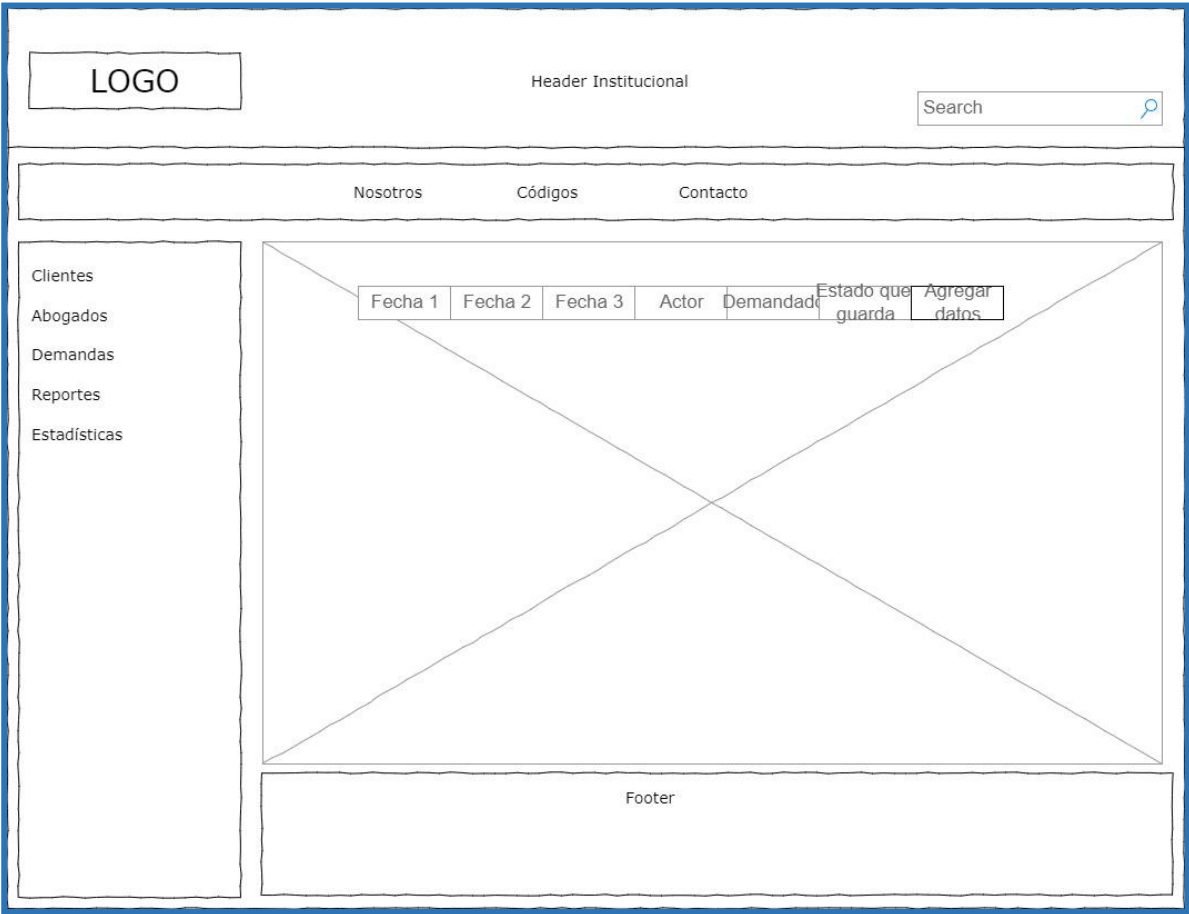 LOGO
Header Institucional
Search
Nosotros Códigos Contacto
Clientes
Abogados
Demandas
Reportes
Estadísticas
Fecha 1 Fecha 2 Fecha 3 Actor Demandado Estado que guarda Agregar datos
Footer